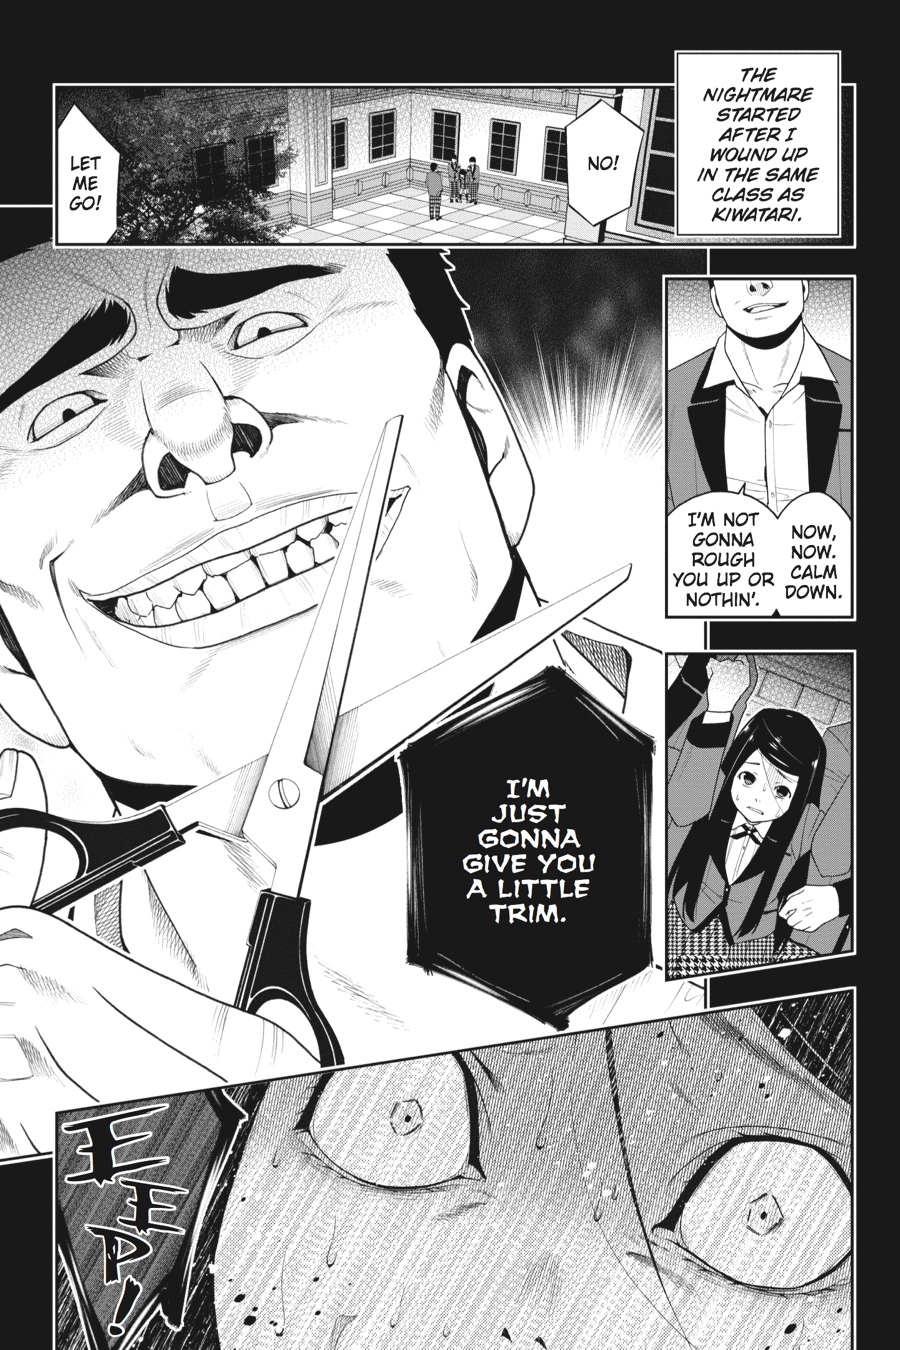 THE
NIGHTMARE
STARTED
AFTER I
WOUND UP
IN THE SAME
CLASS AS
KIWATARI.
NO!
LET
ME
GO!
NOW,
NOW.
CALM
DOWN.
I'M NOT
GONNA
ROUGH
YOU UP OR
NOTHIN'.
I'M
JUST
GONNA
GIVE YOU
A LITTLE
TRIM.
EEP!